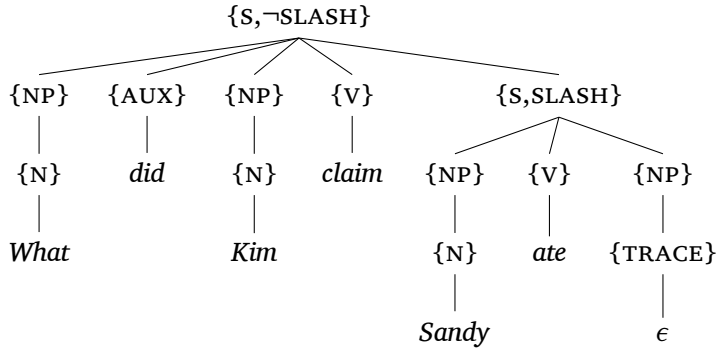 {S,¬SLASH}
{NP} {AUX} {NP} {V} {S,SLASH}
{N} did {N} claim {NP} {V} {NP}
What Kim {N} ate {TRACE}
Sandy ϵ